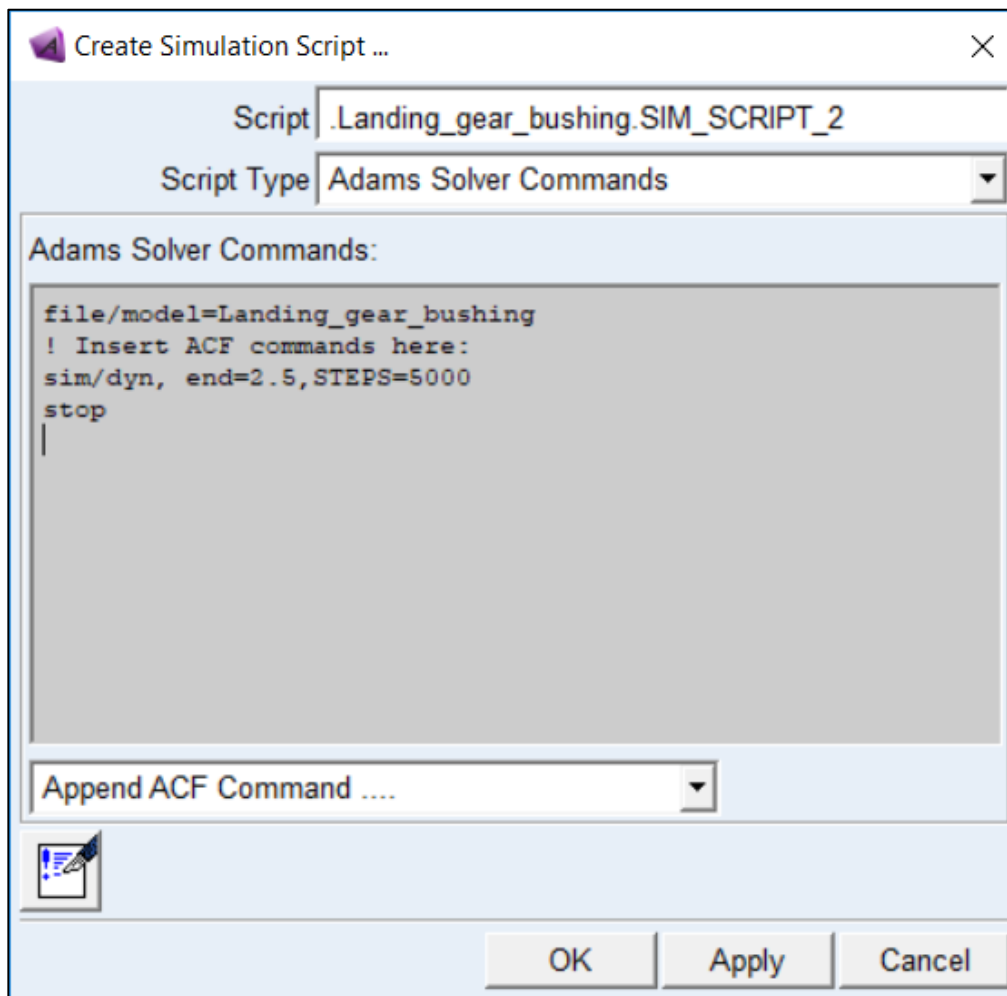 Create Simulation Script ...
Script .Landing_gear_bushing.SIM_SCRIPT_2
Script Type Adams Solver Commands
Adams Solver Commands:
file/model=Landing_gear_bushing
! Insert ACF commands here:
sim/dyn, end=2.5,STEPS=5000
stop
Append ACF Command ....
OK Apply Cancel